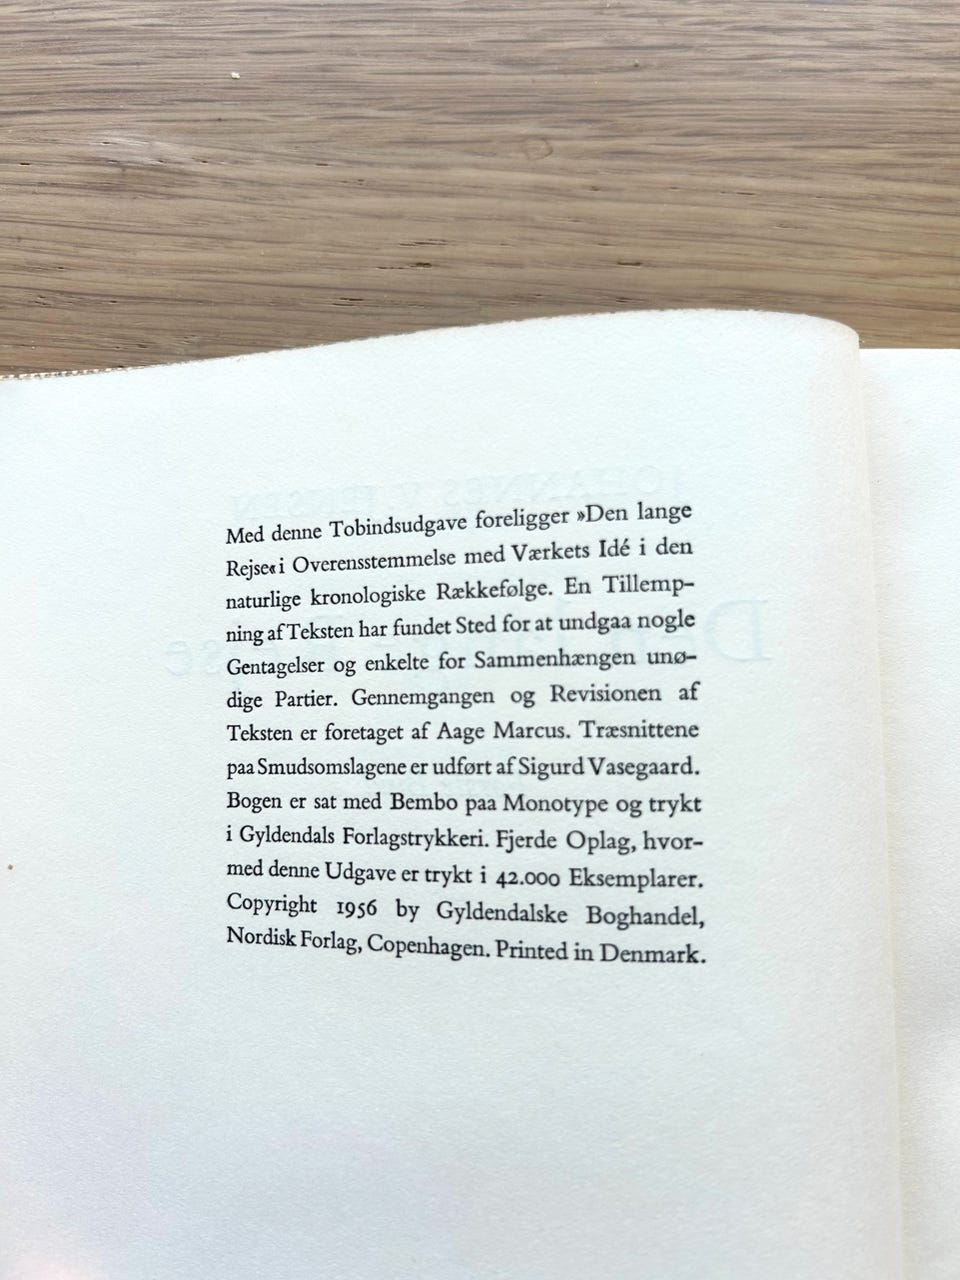 Med denne Tobindsudgave foreligger »Den lange
Rejse« i Overensstemmelse med Værkets Idé i den
naturlige kronologiske Rækkefølge. En Tillemp-
ning af Teksten har fundet Sted for at undgaa nogle
Gentagelser og enkelte for Sammenhængen unø-
dige Partier. Gennemgangen og Revisionen af
Teksten er foretaget af Aage Marcus. Træsnittene
paa Smudsomslagene er udført af Sigurd Vasegaard.
Bogen er sat med Bembo paa Monotype og trykt
i Gyldendals Forlagstrykkeri. Fjerde Oplag, hvor-
med denne Udgave er trykt i 42.000 Eksemplarer.
Copyright 1956 by Gyldendalske Boghandel,
Nordisk Forlag, Copenhagen. Printed in Denmark.